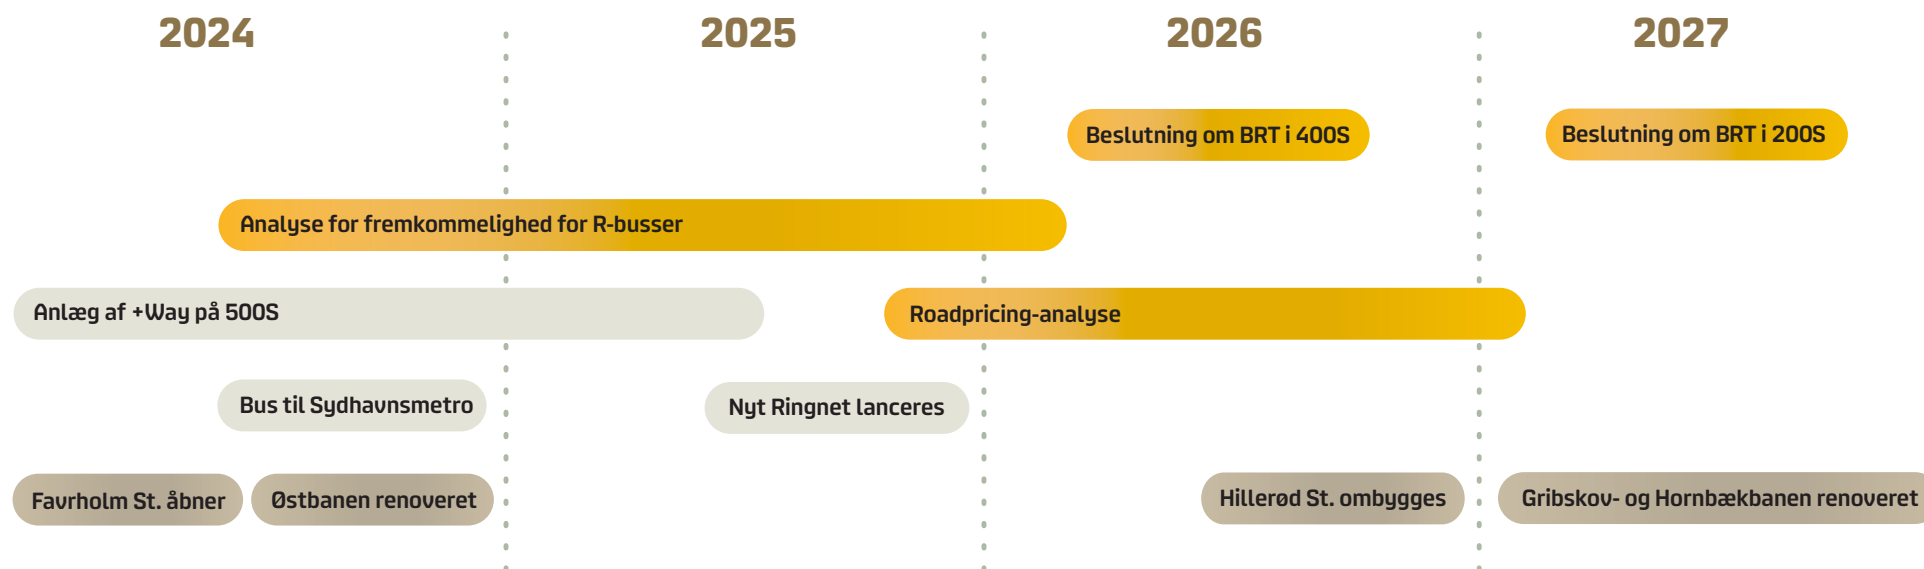 2024
2025
2026
2027
Beslutning om BRT i 400S
Beslutning om BRT i 200S
Analyse for fremkommelighed for R-busser
Anlæg af +Way på 500S
Roadpricing-analyse
Bus til Sydhavnsmetro
Nyt Ringnet lanceres
Favrholm St. åbner
Østbanen renoveret
Hillerød St. ombygges
Gribskov- og Hornbækbanen renoveret